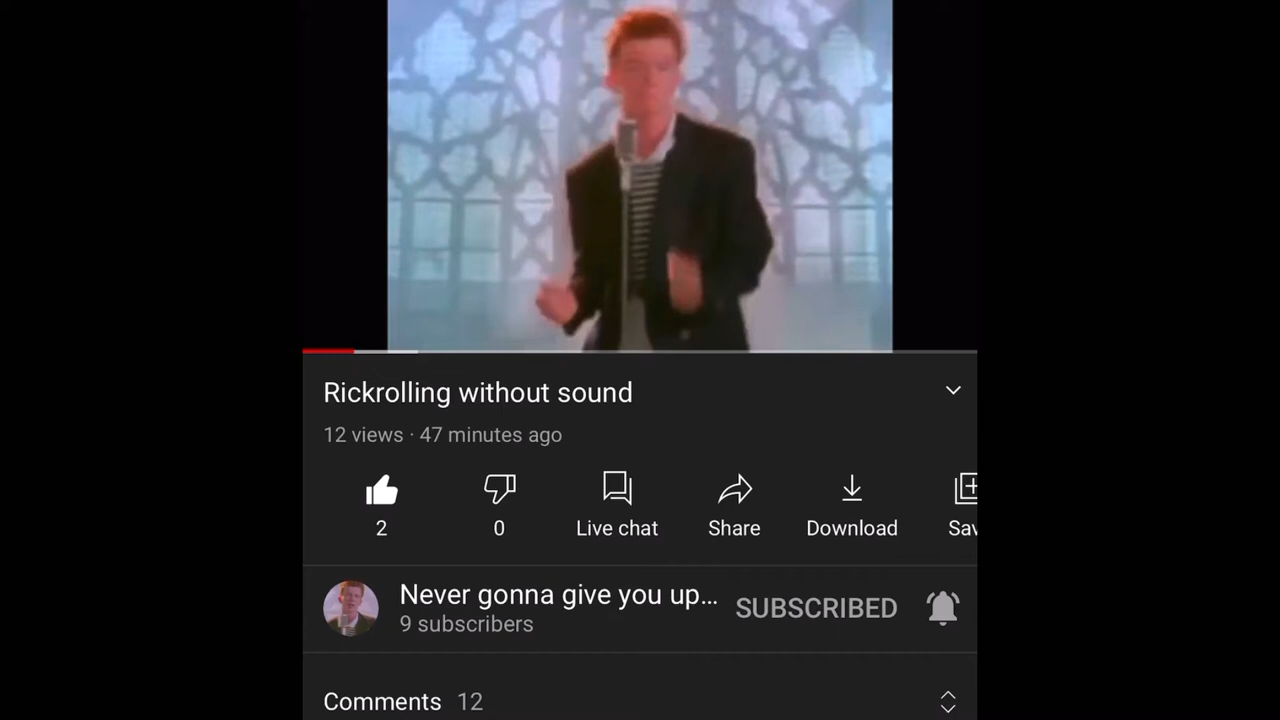 Rickrolling without sound
12 views · 47 minutes ago
2
0
Live chat
Share
Download
Sav
Never gonna give you up...
9 subscribers
SUBSCRIBED
Comments 12